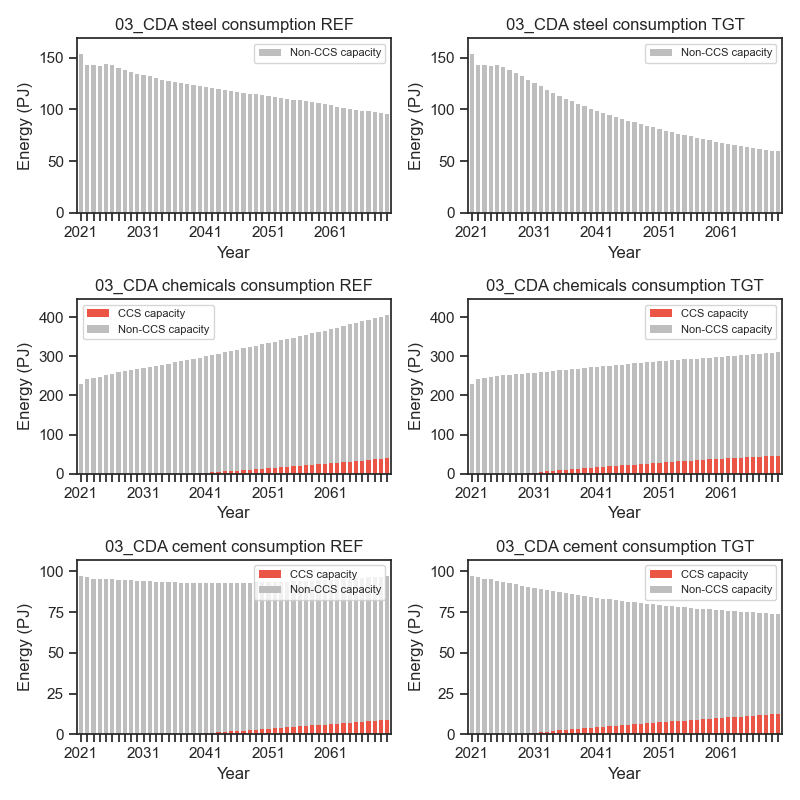 03_CDA steel consumption REF
Non-CCS capacity
Energy (PJ)
150
100
50
0
2021 2031 2041 2051 2061
Year
03_CDA steel consumption TGT
Non-CCS capacity
Energy (PJ)
150
100
50
0
2021 2031 2041 2051 2061
Year
03_CDA chemicals consumption REF
CCS capacity
Non-CCS capacity
Energy (PJ)
400
300
200
100
0
2021 2031 2041 2051 2061
Year
03_CDA chemicals consumption TGT
CCS capacity
Non-CCS capacity
Energy (PJ)
400
300
200
100
0
2021 2031 2041 2051 2061
Year
03_CDA cement consumption REF
CCS capacity
Non-CCS capacity
Energy (PJ)
100
75
50
25
0
2021 2031 2041 2051 2061
Year
03_CDA cement consumption TGT
CCS capacity
Non-CCS capacity
Energy (PJ)
100
75
50
25
0
2021 2031 2041 2051 2061
Year